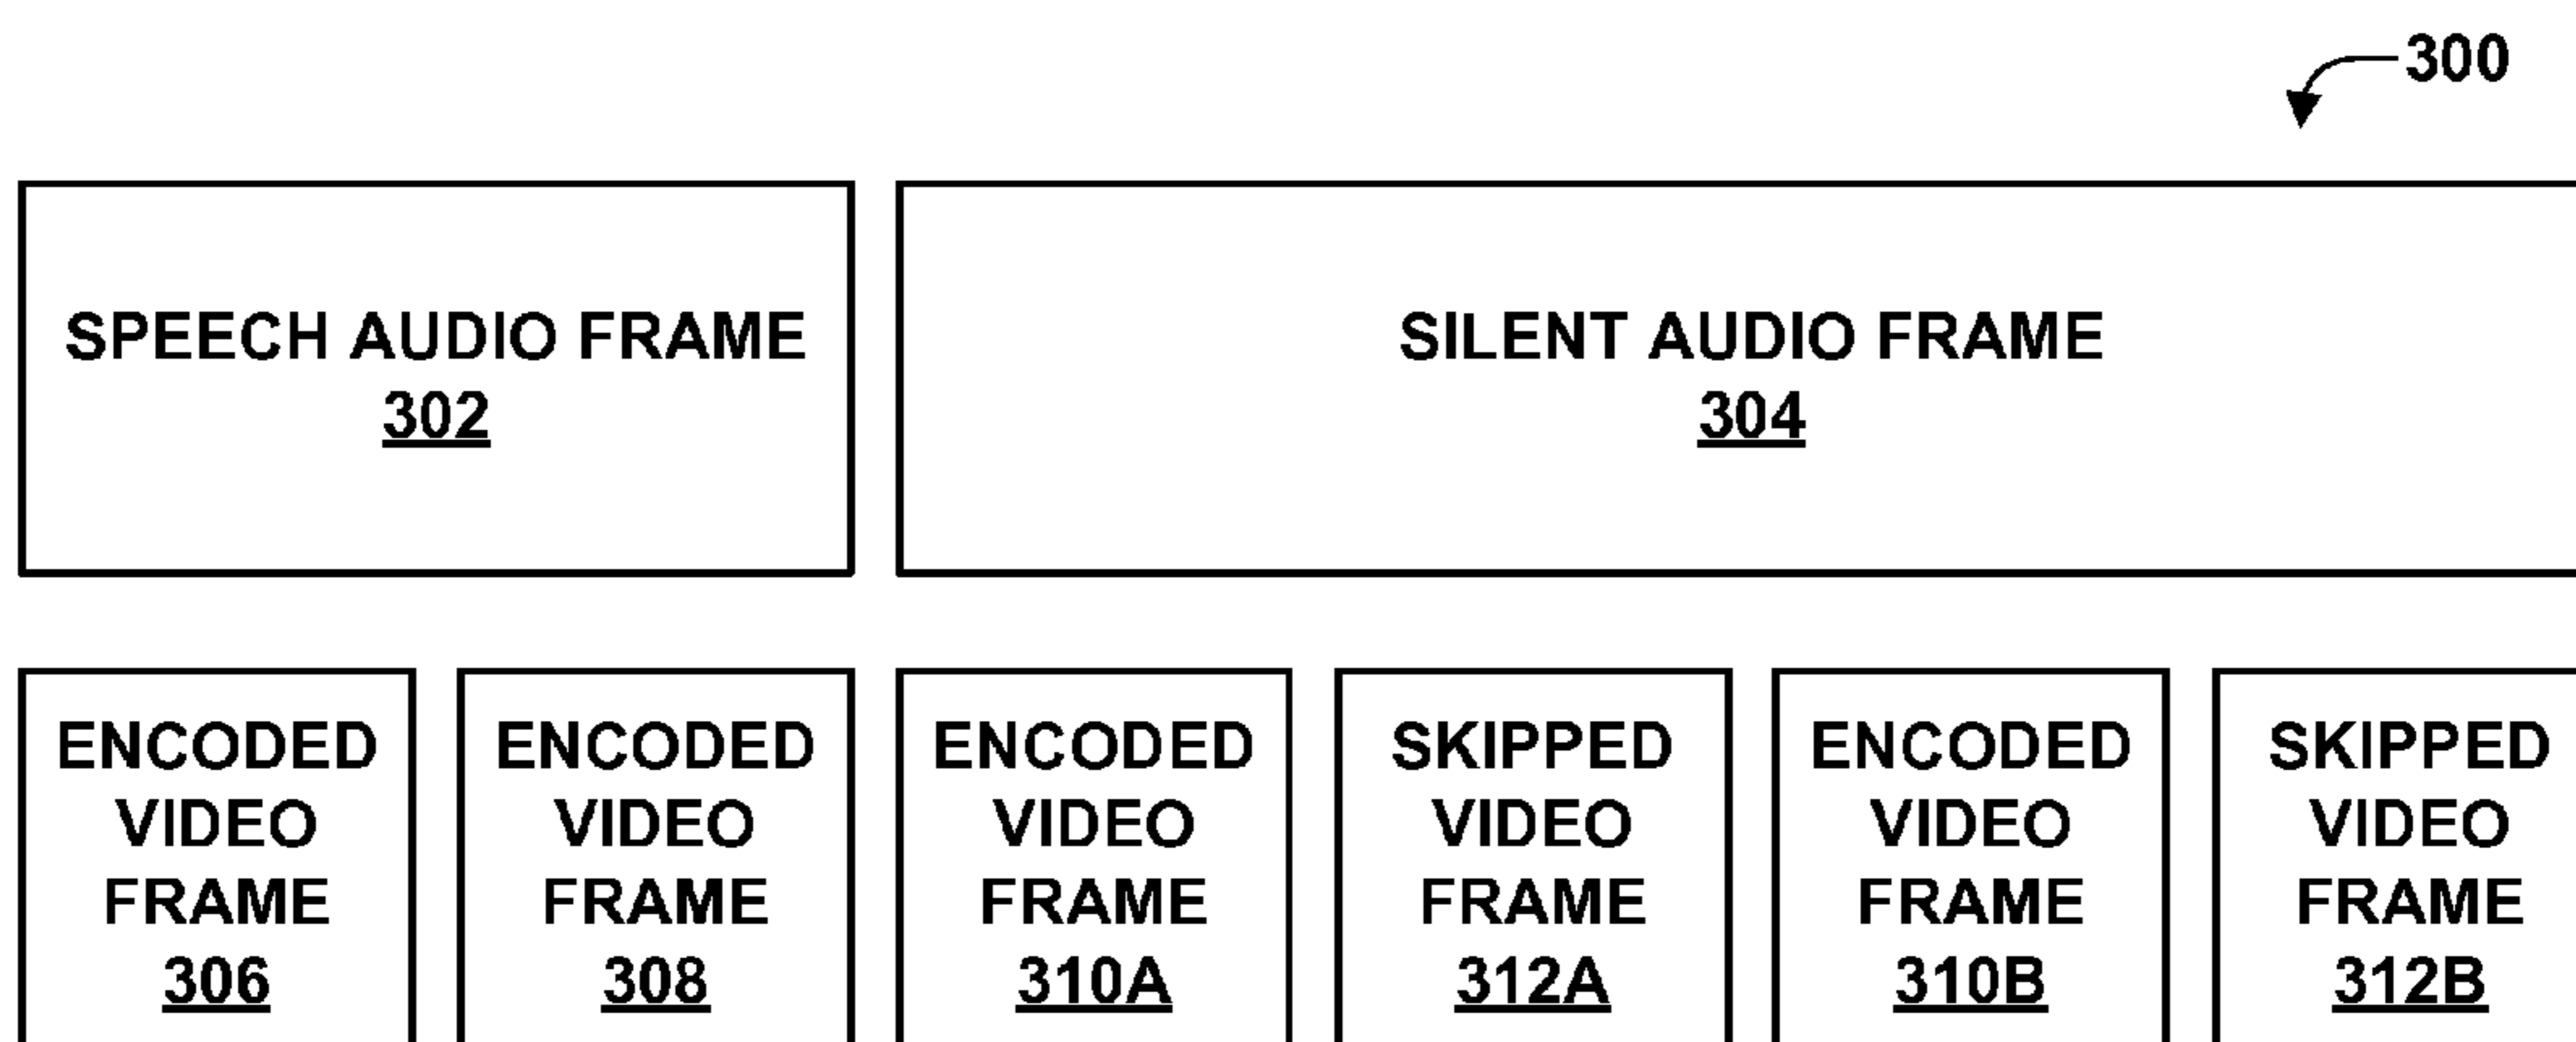 300
SPEECH AUDIO FRAME
302
SILENT AUDIO FRAME
304
ENCODED
VIDEO
FRAME
306
ENCODED
VIDEO
FRAME
308
ENCODED
VIDEO
FRAME
310A
SKIPPED
VIDEO
FRAME
312A
ENCODED
VIDEO
FRAME
310B
SKIPPED
VIDEO
FRAME
312B